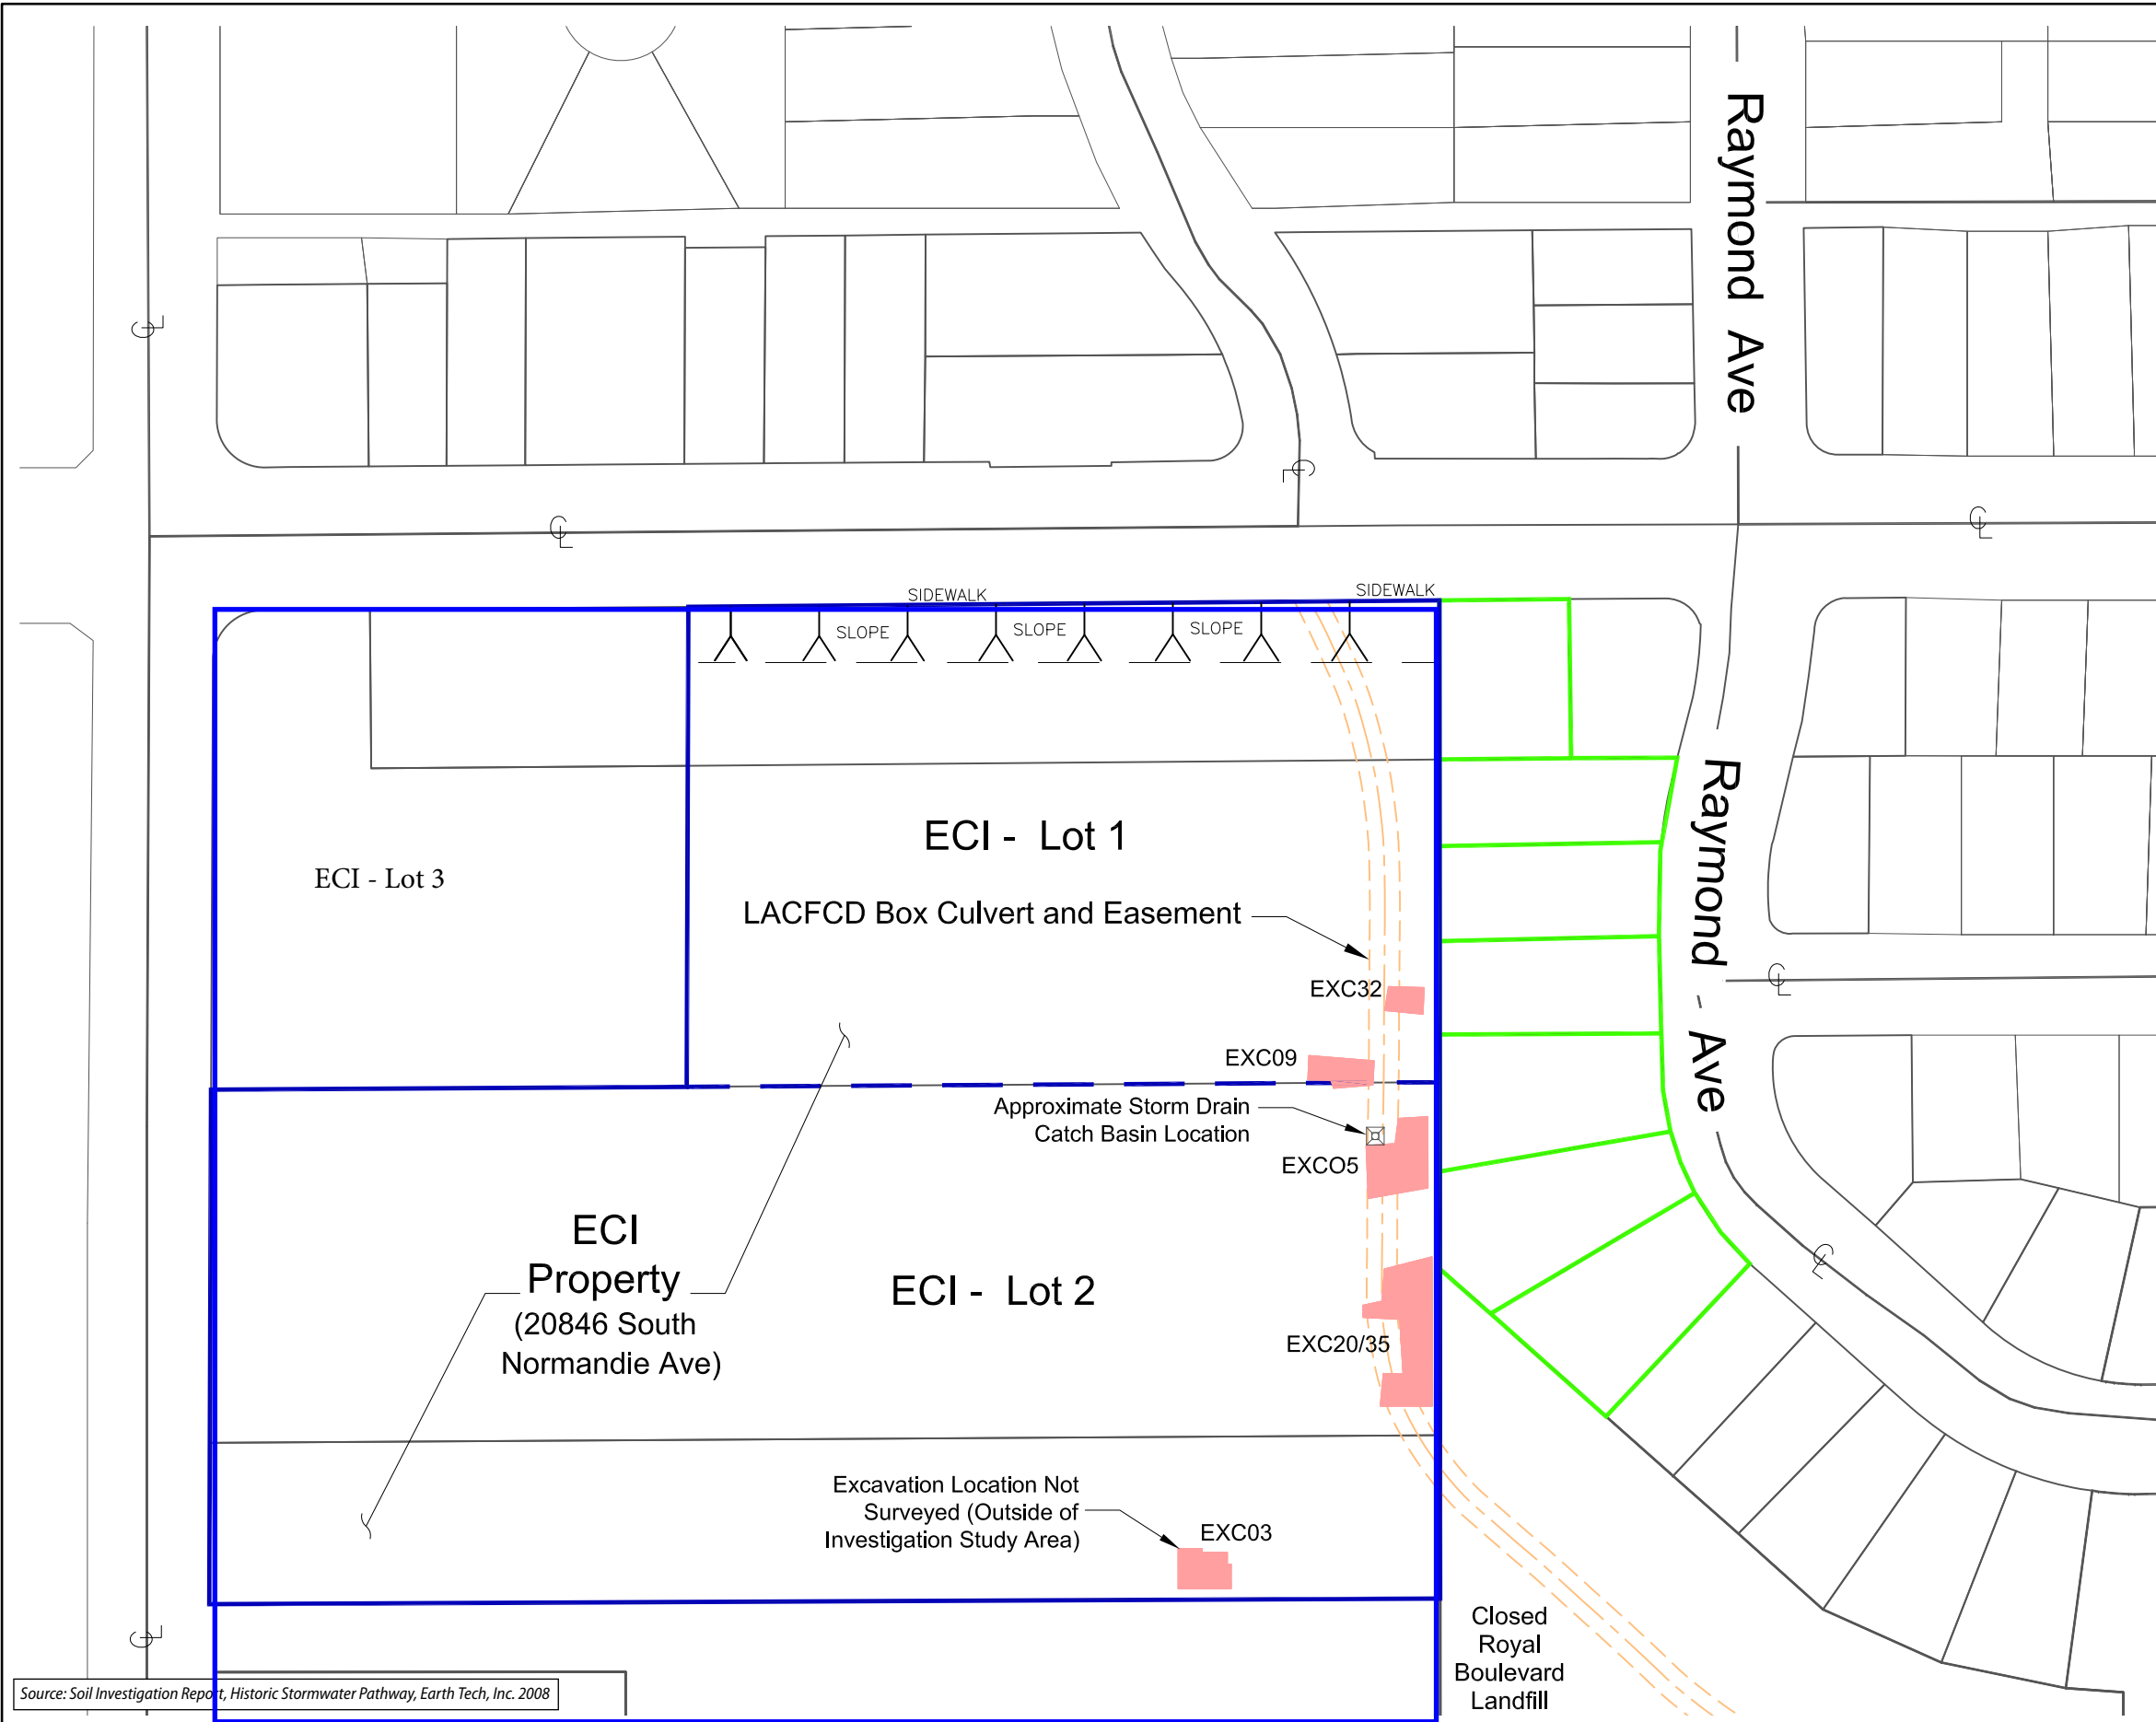 Raymond Ave
SIDEWALK
SIDEWALK
SLOPE
SLOPE
SLOPE
ECI - Lot 1
ECI - Lot 3
LACFCD Box Culvert and Easement
Raymond - Ave
EXC32
EXC09
Approximate Storm Drain
Catch Basin Location
EXCO5
ECI
Property
(20846 South
Normandie Ave)
ECI - Lot 2
EXC20/35
Excavation Location Not
Surveyed (Outside of
Investigation Study Area)
EXC03
Closed
Royal
Boulevard
Landfill
Source: Soil Investigation Report, Historic Stormwater Pathway, Earth Tech, Inc. 2008